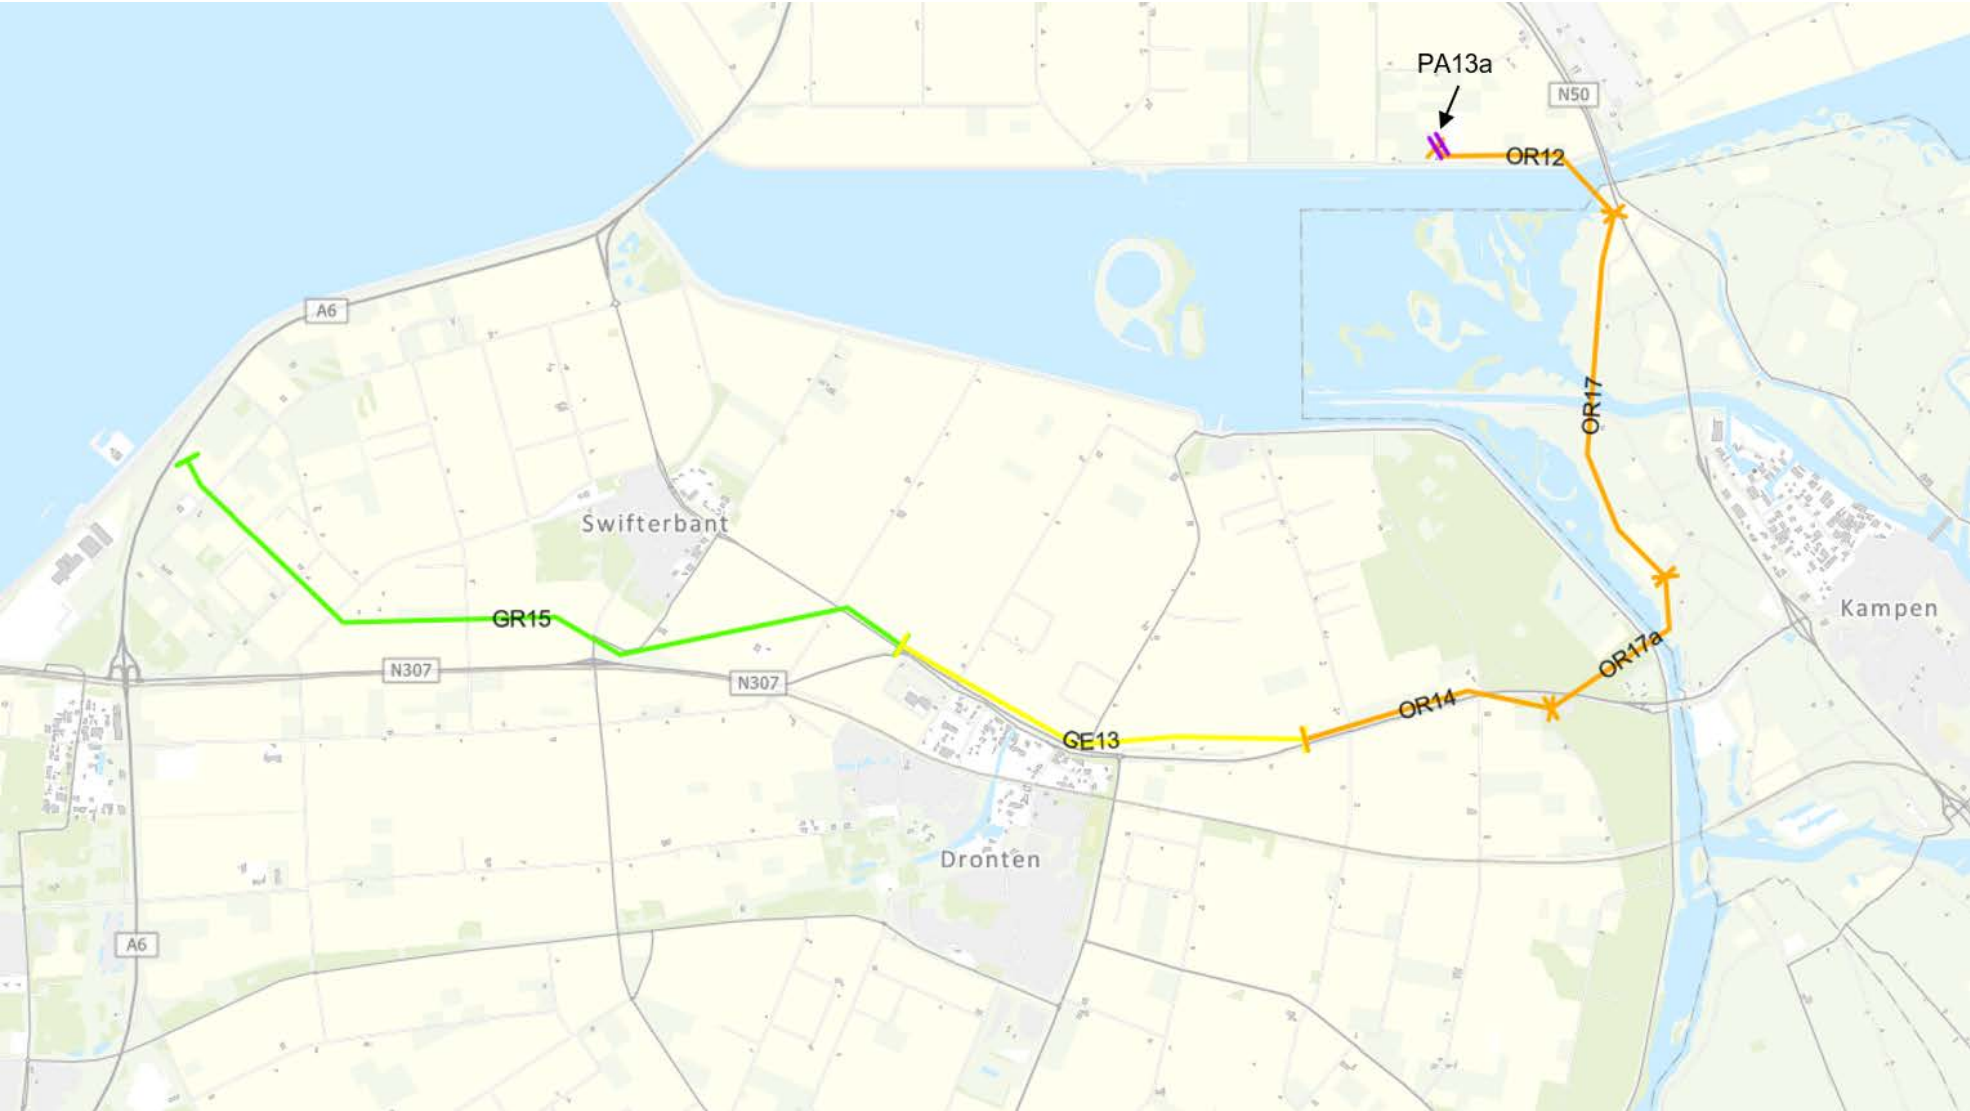 PA13a
N50
OR12
A6
OR17
Swifterbant
Kampen
GR15
OR17a
N307
N307
OR14
GE13
Dronten
A6